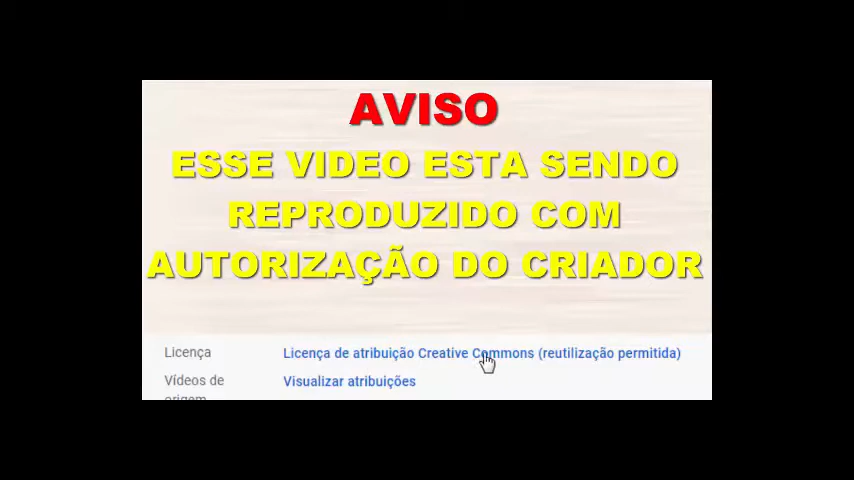 AVISO
ESSE VIDEO ESTA SENDO
REPRODUZIDO COM
AUTORIZAÇÃO DO CRIADOR
Licença Licença de atribuição Creative Commons (reutilização permitida)
Vídeos de Visualizar atribuições
origem